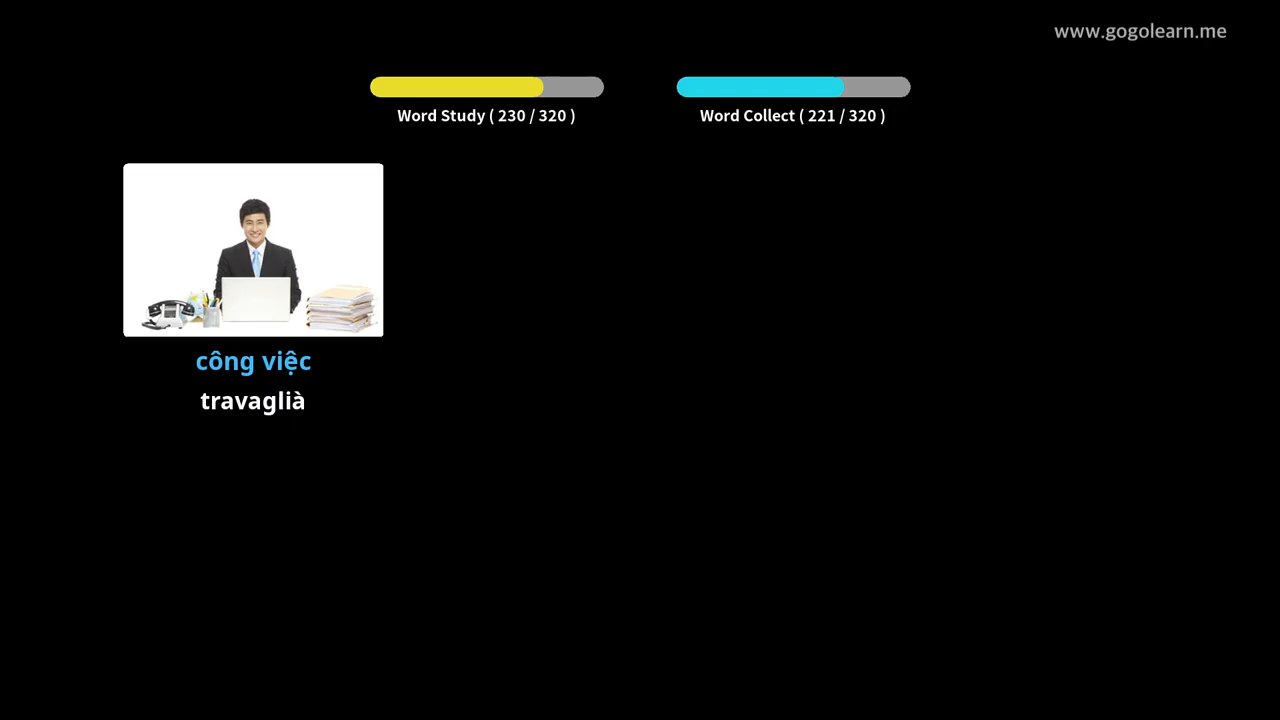 www.gogolearn.me
Word Study ( 230 / 320 )
Word Collect ( 221 / 320 )
công việc
travaglià